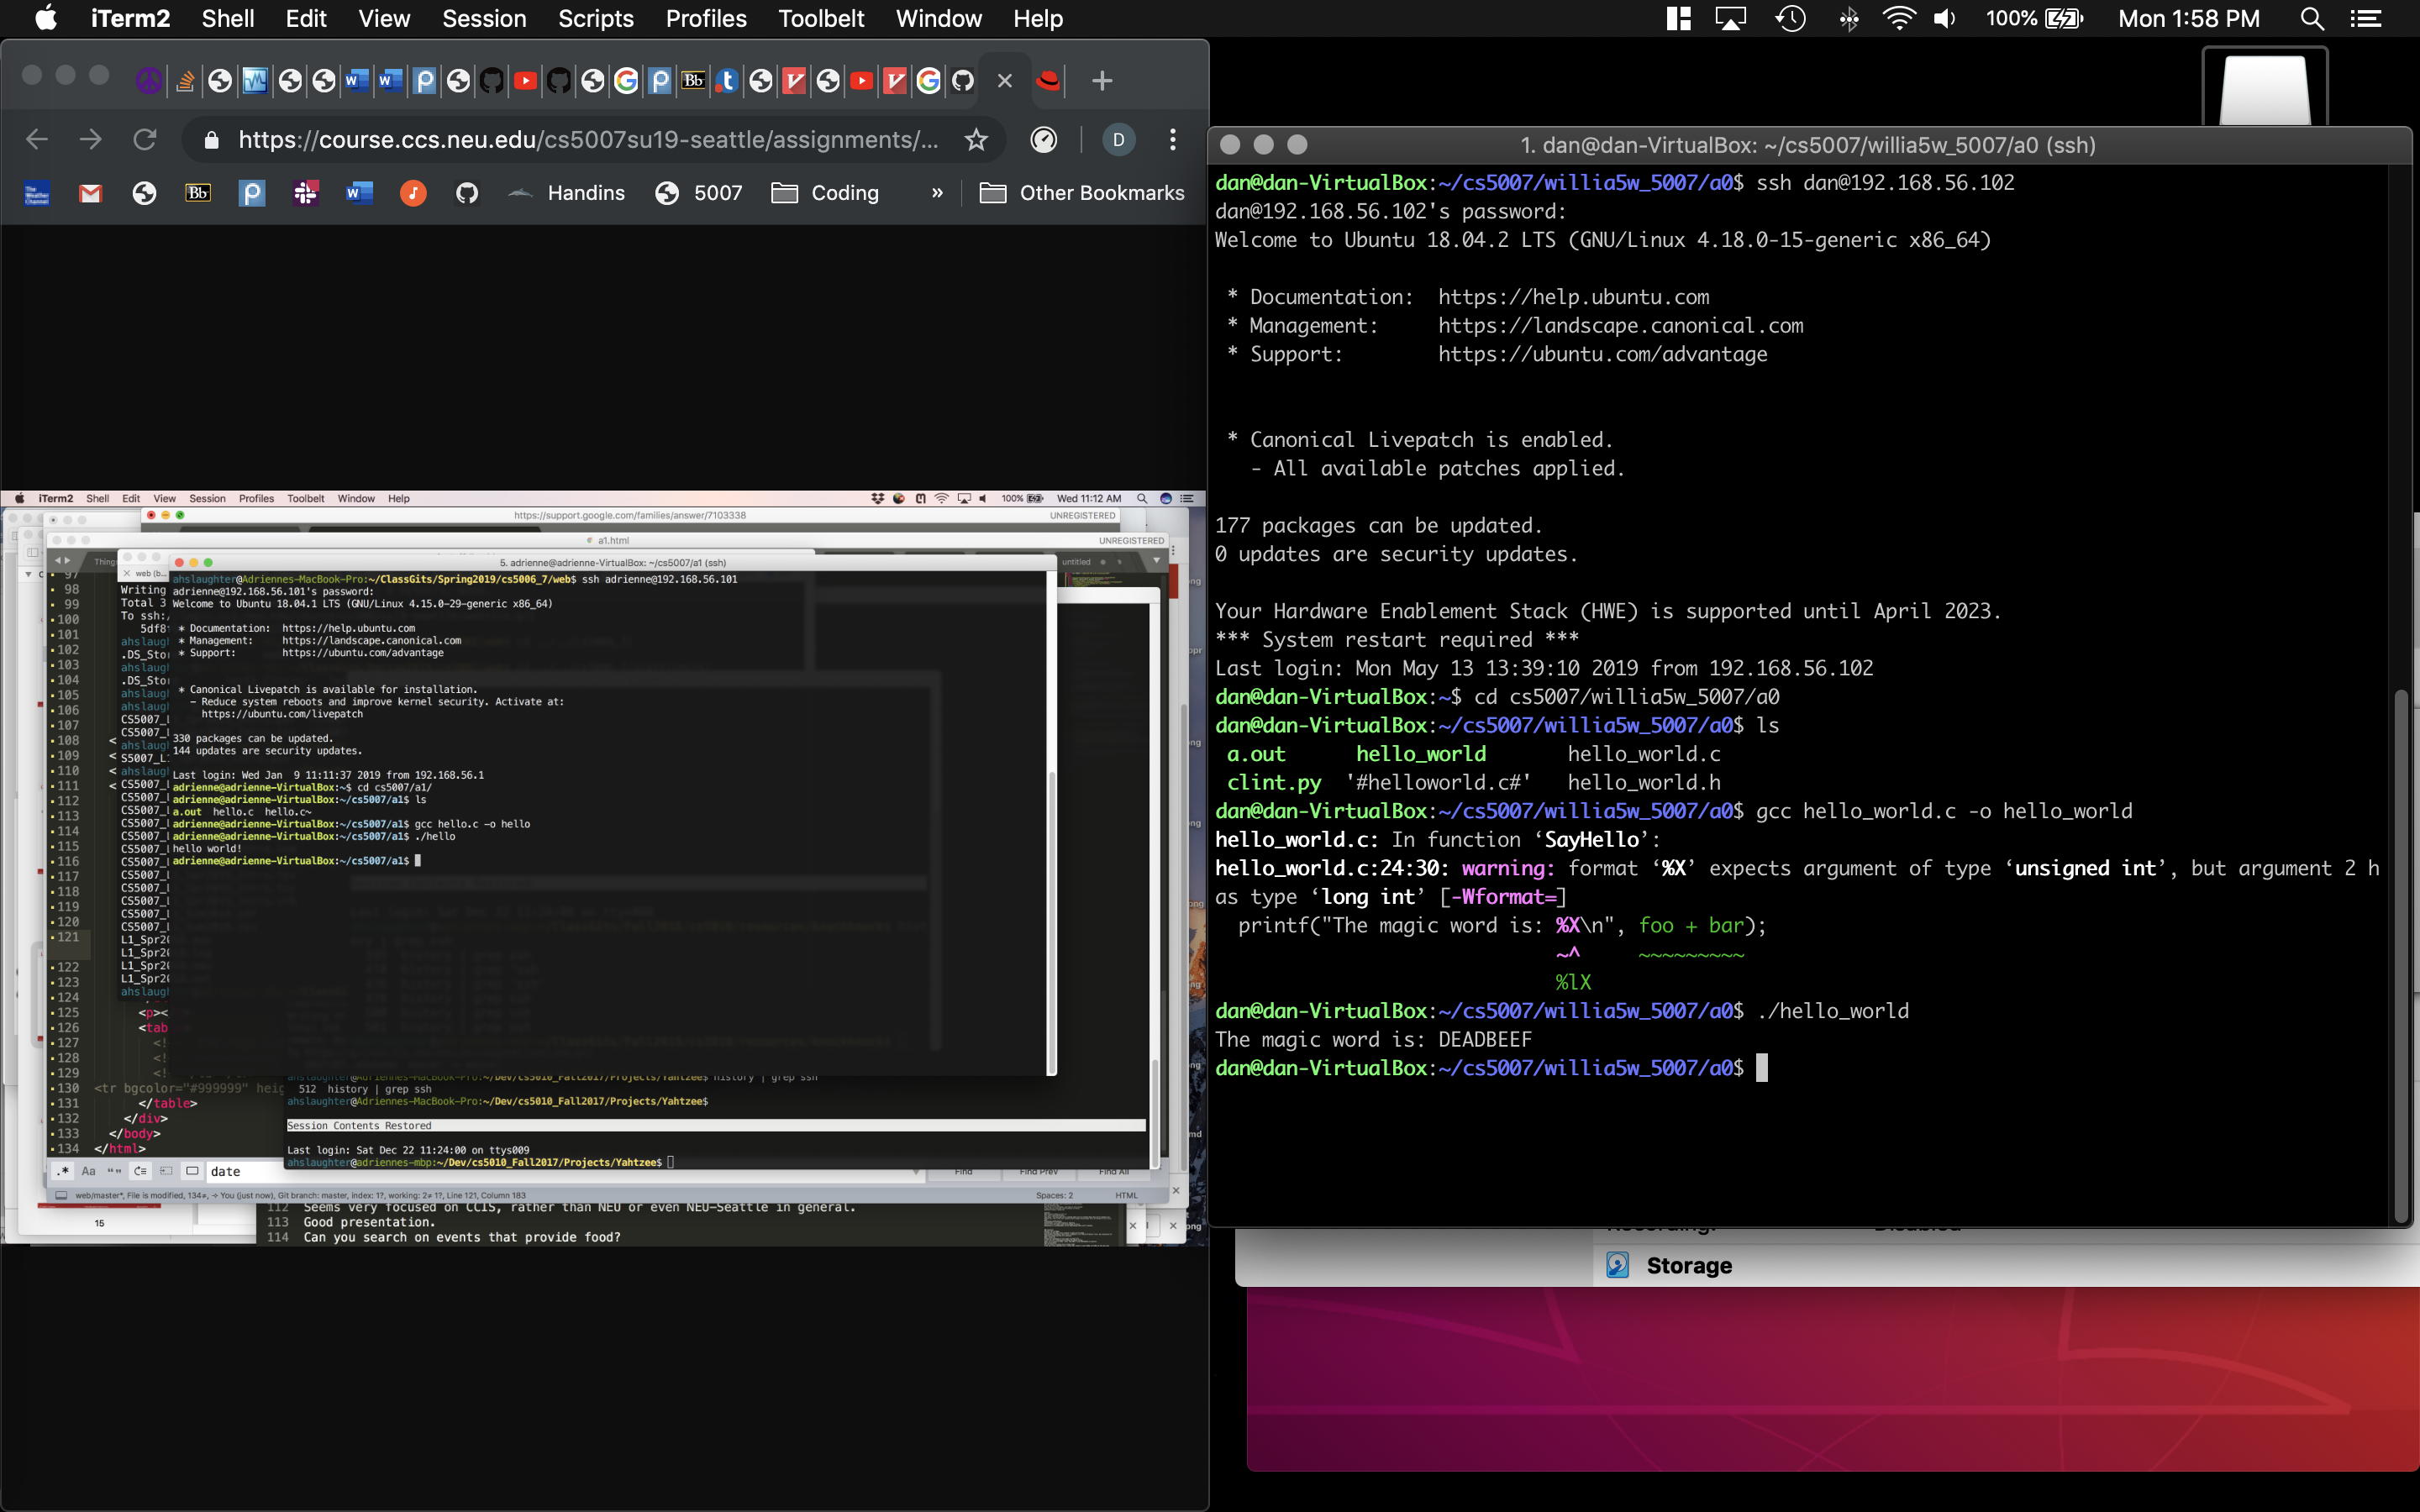 iTerm2 Shell Edit View Session Scripts Profiles Toolbelt Window Help 100% Mon 1:58 PM
https://course.ccs.neu.edu/cs5007su19-seattle/assignments/... D
Bb Handins 5007 Coding » Other Bookmarks
iTerm2 Shell Edit View Session Profiles Toolbelt Window Help 100% Wed 11:12 AM
https://support.google.com/families/answer/7103338 UNREGISTERED
a1.html UNREGISTERED
5. adrienne@adrienne-VirtualBox: ~/cs5007/a1 (ssh)
untitled
ahslaughter@Adriennes-MacBook-Pro:~/ClassGits/Spring2019/cs5006_7/web$ ssh adrienne@192.168.56.101
adrienne@192.168.56.101's password:
Welcome to Ubuntu 18.04.1 LTS (GNU/Linux 4.15.0-29-generic x86_64)
* Documentation: https://help.ubuntu.com
* Management: https://landscape.canonical.com
* Support: https://ubuntu.com/advantage
* Canonical Livepatch is available for installation.
- Reduce system reboots and improve kernel security. Activate at:
https://ubuntu.com/livepatch
330 packages can be updated.
144 updates are security updates.
Last login: Wed Jan 9 11:11:37 2019 from 192.168.56.1
adrienne@adrienne-VirtualBox:~$ cd cs5007/a1/
adrienne@adrienne-VirtualBox:~/cs5007/a1$ ls
a.out hello.c hello.c~
adrienne@adrienne-VirtualBox:~/cs5007/a1$ gcc hello.c -o hello
adrienne@adrienne-VirtualBox:~/cs5007/a1$ ./hello
hello world!
adrienne@adrienne-VirtualBox:~/cs5007/a1$
125 <p><
126 <tab
127 <!-
128 <!-
129 <!-
130 <tr bgcolor="#999999" heig
131 </table>
132 </div>
133 </body>
134 </html>
ahslaughter@Adriennes-MacBook-Pro:~/Dev/cs5010_Fall2017/Projects/Yahtzee$ history | grep ssh
512 history | grep ssh
ahslaughter@Adriennes-MacBook-Pro:~/Dev/cs5010_Fall2017/Projects/Yahtzee$
Session Contents Restored
Last login: Sat Dec 22 11:24:00 on ttys009
ahslaughter@adriennes-mbp:~/Dev/cs5010_Fall2017/Projects/Yahtzee$
date Find Find Prev Find All
Spaces: 2 HTML
15
112 Seems very focused on CCIS, rather than NEU or even NEU-Seattle in general.
113 Good presentation.
114 Can you search on events that provide food?
1. dan@dan-VirtualBox: ~/cs5007/willia5w_5007/a0 (ssh)
dan@dan-VirtualBox:~/cs5007/willia5w_5007/a0$ ssh dan@192.168.56.102
dan@192.168.56.102's password:
Welcome to Ubuntu 18.04.2 LTS (GNU/Linux 4.18.0-15-generic x86_64)
* Documentation: https://help.ubuntu.com
* Management: https://landscape.canonical.com
* Support: https://ubuntu.com/advantage
* Canonical Livepatch is enabled.
- All available patches applied.
177 packages can be updated.
0 updates are security updates.
Your Hardware Enablement Stack (HWE) is supported until April 2023.
*** System restart required ***
Last login: Mon May 13 13:39:10 2019 from 192.168.56.102
dan@dan-VirtualBox:~$ cd cs5007/willia5w_5007/a0
dan@dan-VirtualBox:~/cs5007/willia5w_5007/a0$ ls
a.out hello_world hello_world.c
clint.py '#helloworld.c#' hello_world.h
dan@dan-VirtualBox:~/cs5007/willia5w_5007/a0$ gcc hello_world.c -o hello_world
hello_world.c: In function ‘SayHello’:
hello_world.c:24:30: warning: format ‘%X’ expects argument of type ‘unsigned int’, but argument 2 h
as type ‘long int’ [-Wformat=]
printf("The magic word is: %X\n", foo + bar);
~^ ~~~~~~~~~
%lX
dan@dan-VirtualBox:~/cs5007/willia5w_5007/a0$ ./hello_world
The magic word is: DEADBEEF
dan@dan-VirtualBox:~/cs5007/willia5w_5007/a0$
Storage